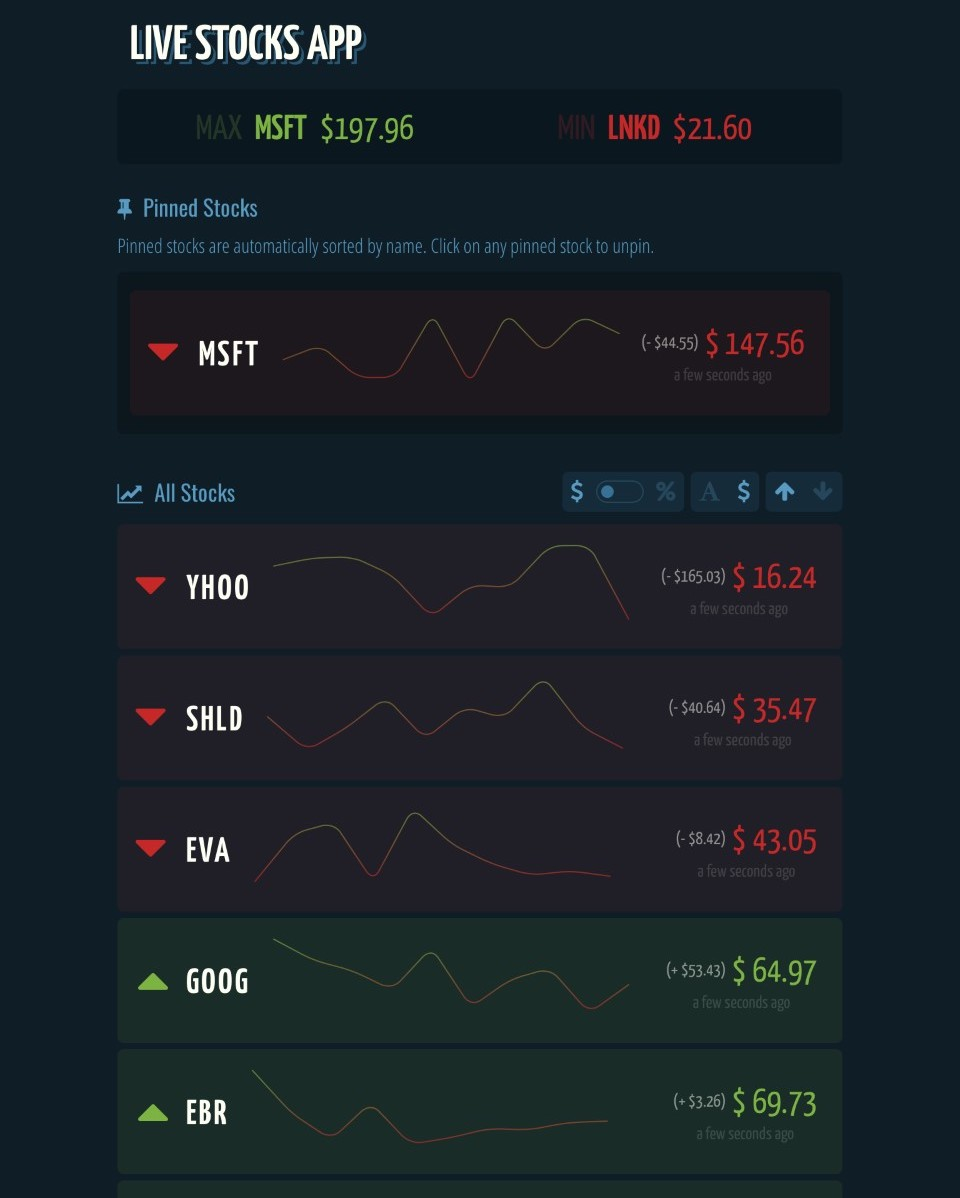 LIVE STOCKS APP
MAX MSFT $197.96 MIN LNKD $21.60
Pinned Stocks
Pinned stocks are automatically sorted by name. Click on any pinned stock to unpin.
MSFT (- $44.55) $ 147.56
a few seconds ago
All Stocks $ % A $
YHOO (- $165.03) $ 16.24
a few seconds ago
SHLD (- $40.64) $ 35.47
a few seconds ago
EVA (- $8.42) $ 43.05
a few seconds ago
GOOG (+ $53.43) $ 64.97
a few seconds ago
EBR (+ $3.26) $ 69.73
a few seconds ago